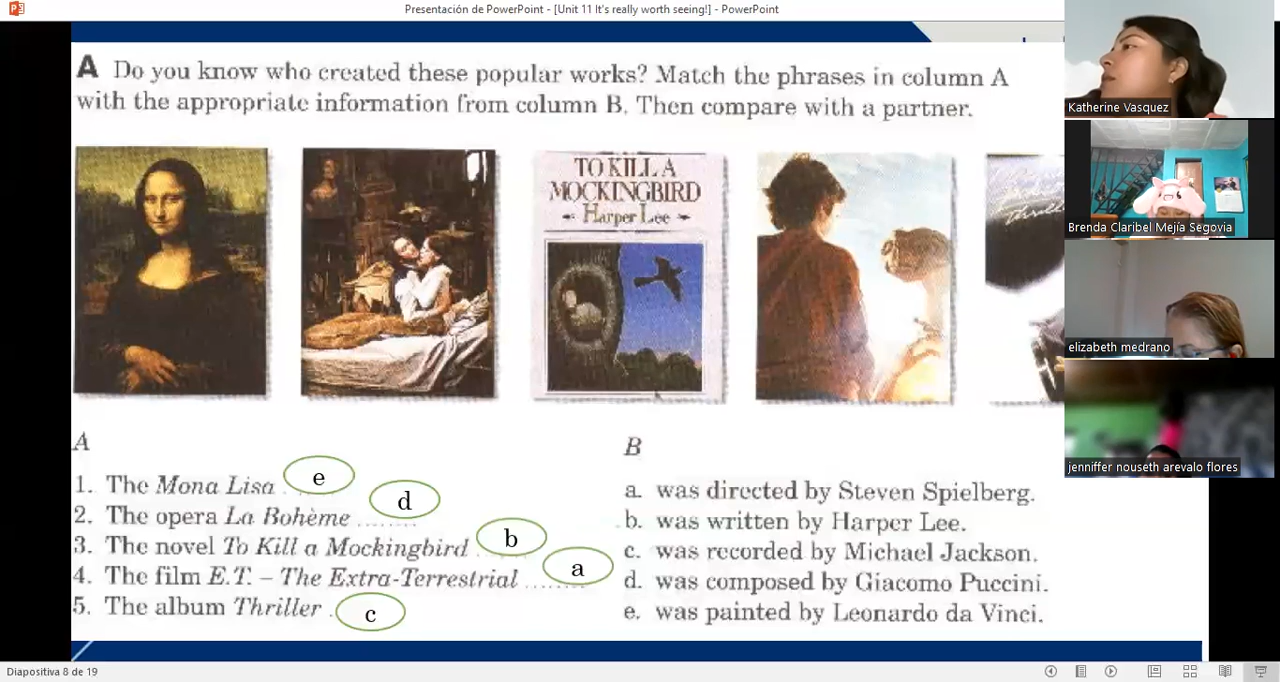 Presentación de PowerPoint - [Unit 11 It's really worth seeing!] - PowerPoint
A Do you know who created these popular works? Match the phrases in column A
with the appropriate information from column B. Then compare with a partner.
TO KILL A
MOCKINGBIRD
Harper Lee
Thriller
A
1. The Mona Lisa e
2. The opera La Bohème ........ d
3. The novel To Kill a Mockingbird b
4. The film E.T. – The Extra-Terrestrial ........ a
5. The album Thriller . c
B
a. was directed by Steven Spielberg.
b. was written by Harper Lee.
c. was recorded by Michael Jackson.
d. was composed by Giacomo Puccini.
e. was painted by Leonardo da Vinci.
Katherine Vasquez
Brenda Claribel Mejía Segovia
elizabeth medrano
jenniffer nouseth arevalo flores
Diapositiva 8 de 19